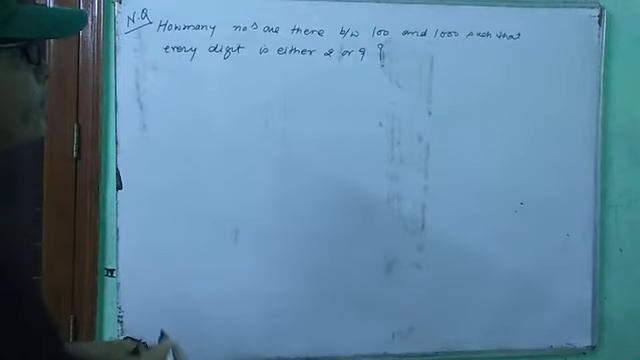 N.Q Howmany no.s are there b/w 100 and 1000 such that
every digit is either 2 or 9 ?